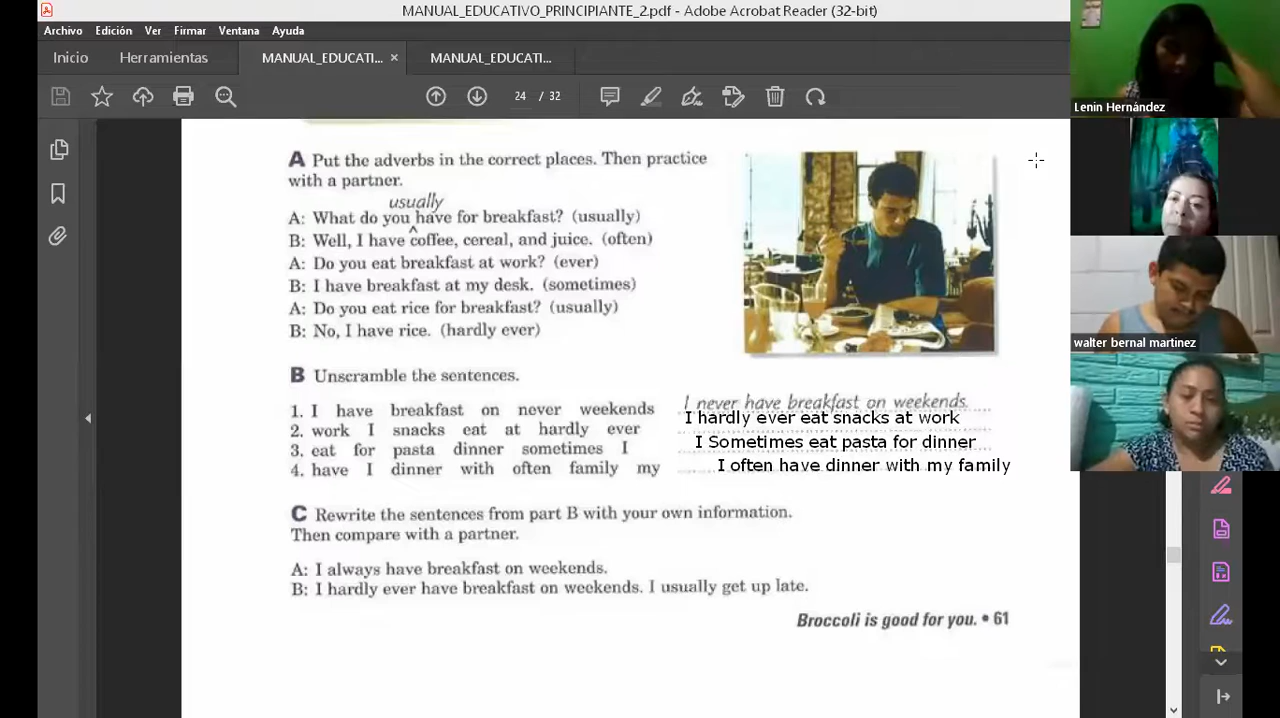 MANUAL_EDUCATIVO_PRINCIPIANTE_2.pdf - Adobe Acrobat Reader (32-bit)
Archivo Edición Ver Firmar Ventana Ayuda
Inicio Herramientas MANUAL_EDUCATI... × MANUAL_EDUCATI...
24 / 32
A Put the adverbs in the correct places. Then practice
with a partner.
usually
A: What do you have for breakfast? (usually)
B: Well, I have coffee, cereal, and juice. (often)
A: Do you eat breakfast at work? (ever)
B: I have breakfast at my desk. (sometimes)
A: Do you eat rice for breakfast? (usually)
B: No, I have rice. (hardly ever)
B Unscramble the sentences.
1. I have breakfast on never weekends I never have breakfast on weekends.
2. work I snacks eat at hardly ever I hardly ever eat snacks at work
3. eat for pasta dinner sometimes I I Sometimes eat pasta for dinner
4. have I dinner with often family my I often have dinner with my family
C Rewrite the sentences from part B with your own information.
Then compare with a partner.
A: I always have breakfast on weekends.
B: I hardly ever have breakfast on weekends. I usually get up late.
Broccoli is good for you. • 61
Lenin Hernández
walter bernal martinez